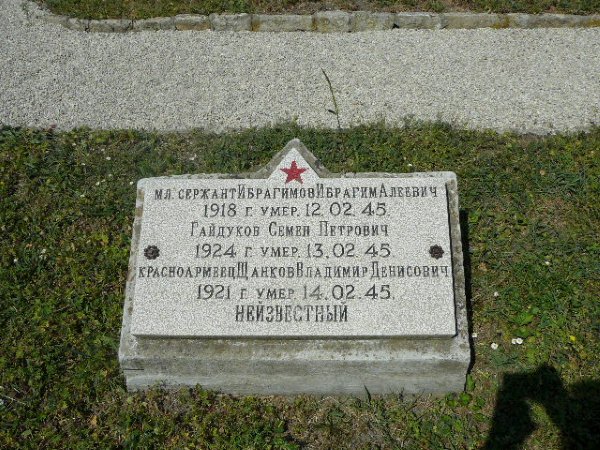 мл. сержант Ибрагимов Ибрагим Алеевич
1918 г. умер. 12.02.45.
Гайдуков Семен Петрович
1924 г. умер. 13.02.45.
красноармеец Щанков Владимир Денисович
1921 г. умер. 14.02.45.
НЕИЗВЕСТНЫЙ